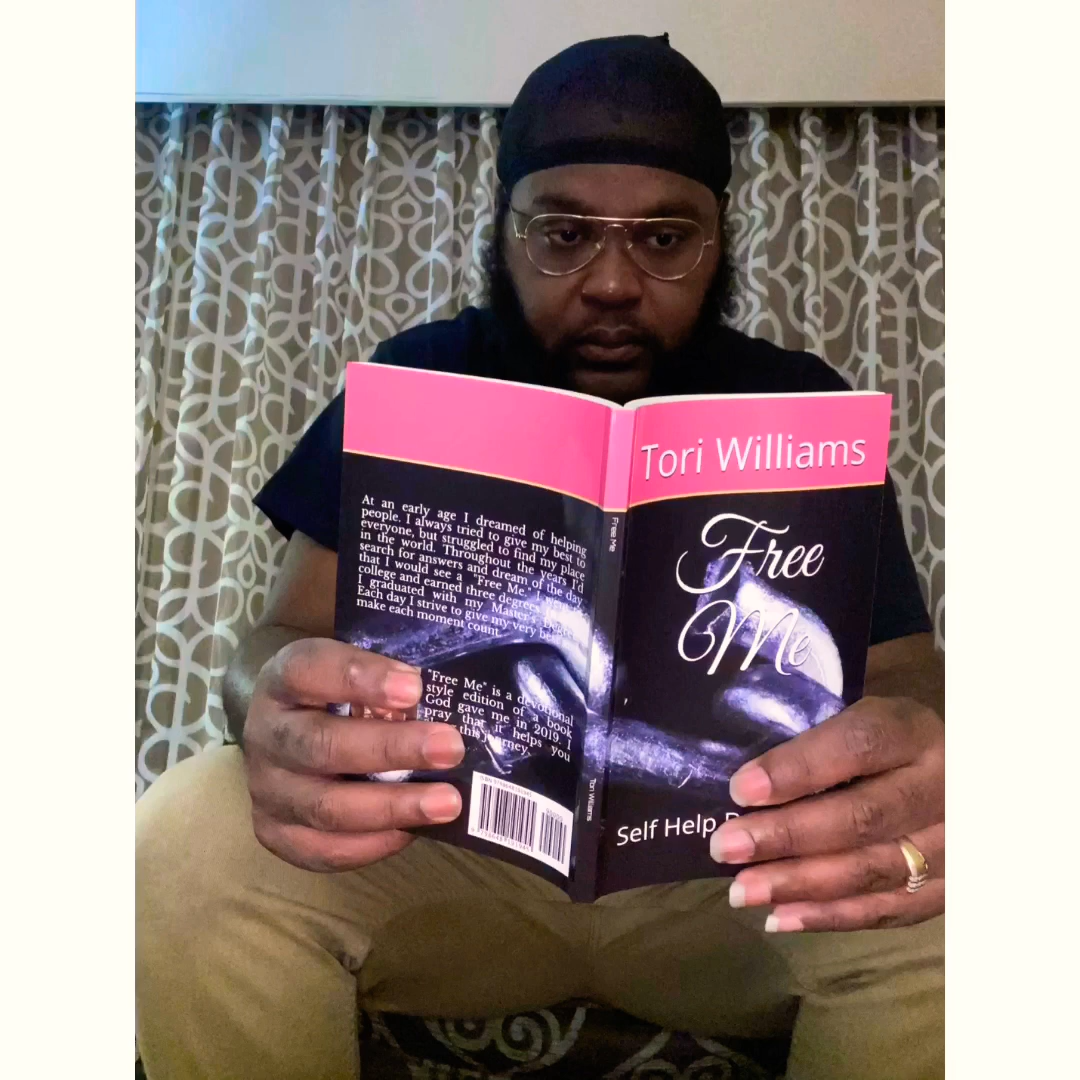 At an early age I dreamed of helping
people. I always tried to give my best to
everyone, but struggled to find my place
in the world. Throughout the years I'd
search for answers and dream of the day
that I would see a "Free Me." I went
college and earned three degrees
I graduated with my Master's
Each day I strive to give my very
make each moment count.
"Free Me" is a devotional
style edition of a book
God gave me in 2019. I
pray that it helps you
this journey.
Free Me
Tori Williams
Tori Williams
Free
Me
Self Help